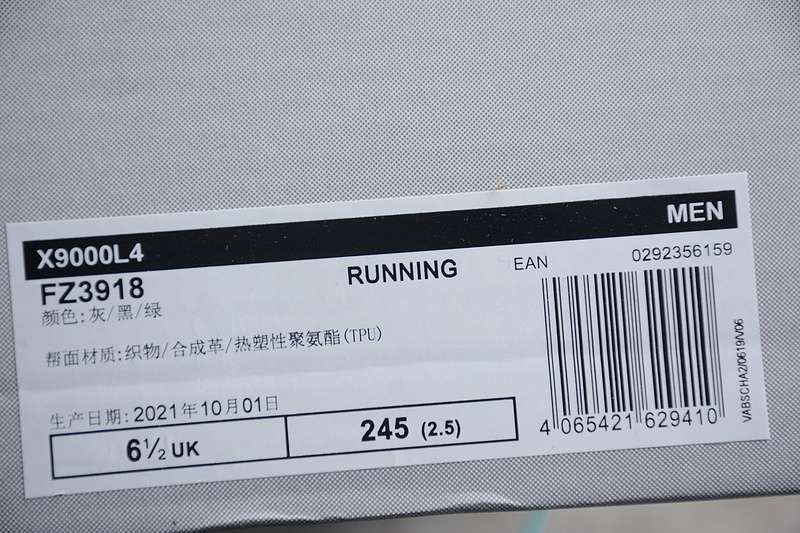 X9000L4 MEN
FZ3918 RUNNING EAN 0292356159
颜色:灰/黑/绿
帮面材质:织物/合成革/热塑性聚氨酯(TPU)
生产日期:2021年10月01日
6½ UK 245 (2.5)
4 065421 629410
VABSCHA2/0619/V06